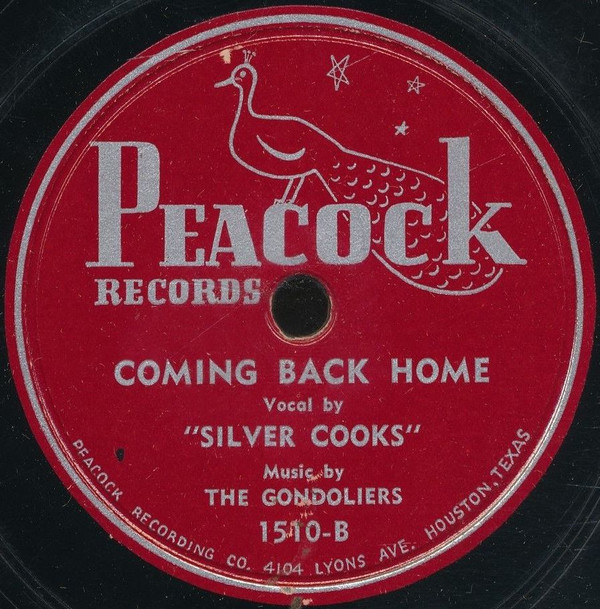 PEACOCK
RECORDS
COMING BACK HOME
Vocal by
"SILVER COOKS"
Music by
THE GONDOLIERS
1510-B
PEACOCK RECORDING CO. 4104 LYONS AVE. HOUSTON, TEXAS